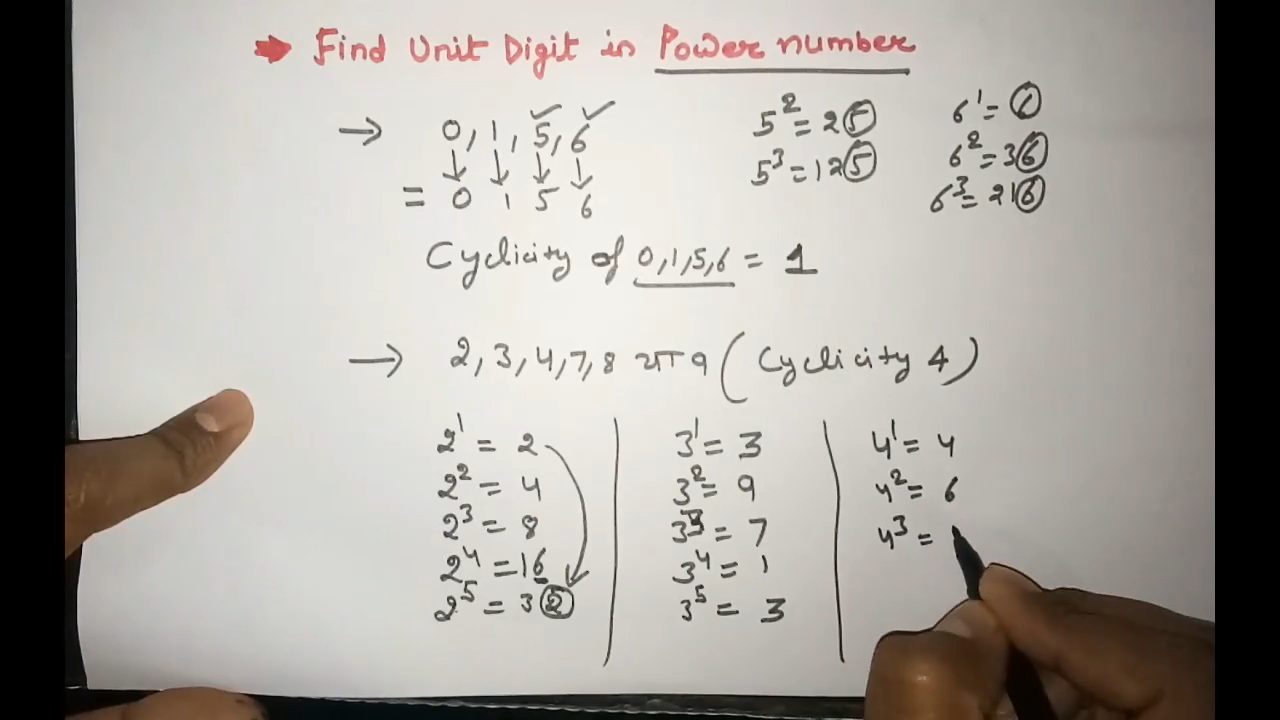 → Find Unit Digit in Power number
→ 0, 1, 5, 6
↓ ↓ ↓ ↓
= 0 1 5 6
5² = 25
5³ = 125
6¹ = 6
6² = 36
6³ = 216
Cyclicity of 0,1,5,6 = 1
→ 2, 3, 4, 7, 8 या 9 (Cyclicity 4)
2¹ = 2
2² = 4
2³ = 8
2⁴ = 16
2⁵ = 32
3¹ = 3
3² = 9
3³ = 7
3⁴ = 1
3⁵ = 3
4¹ = 4
4² = 6
4³ =